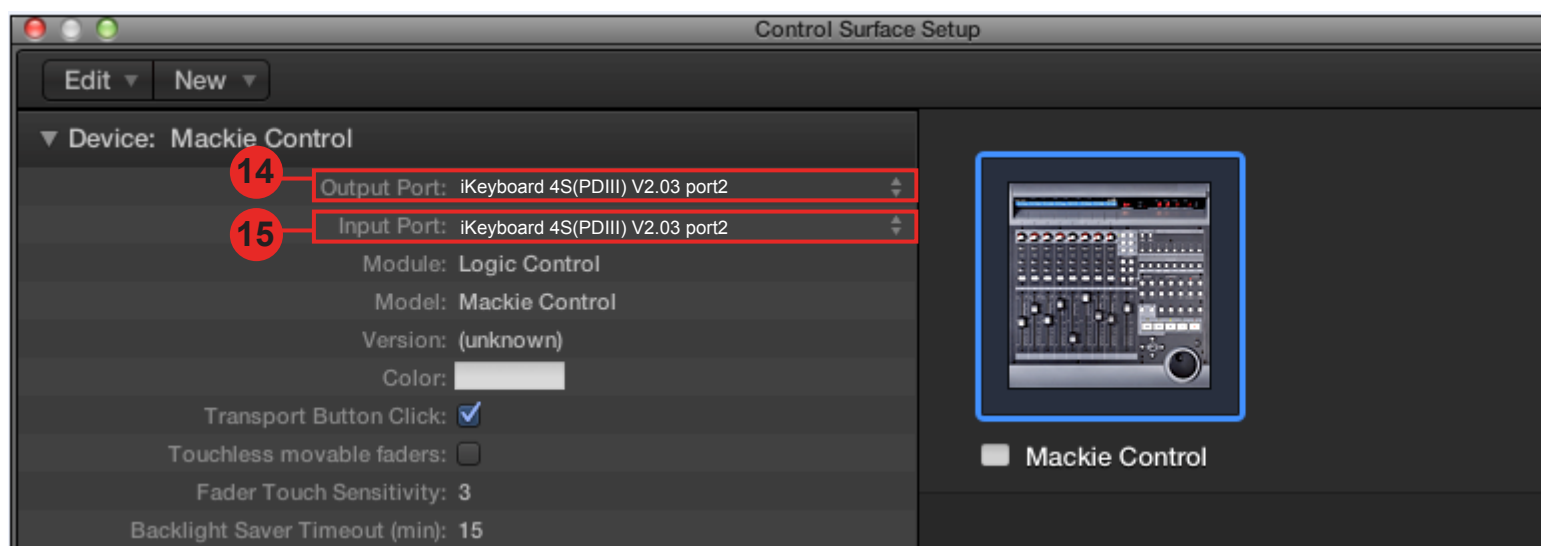 Control Surface Setup
Edit New
Device: Mackie Control
14 Output Port: iKeyboard 4S(PDIII) V2.03 port2
15 Input Port: iKeyboard 4S(PDIII) V2.03 port2
Module: Logic Control
Model: Mackie Control
Version: (unknown)
Color:
Transport Button Click:
Touchless movable faders:
Fader Touch Sensitivity: 3
Backlight Saver Timeout (min): 15
Mackie Control